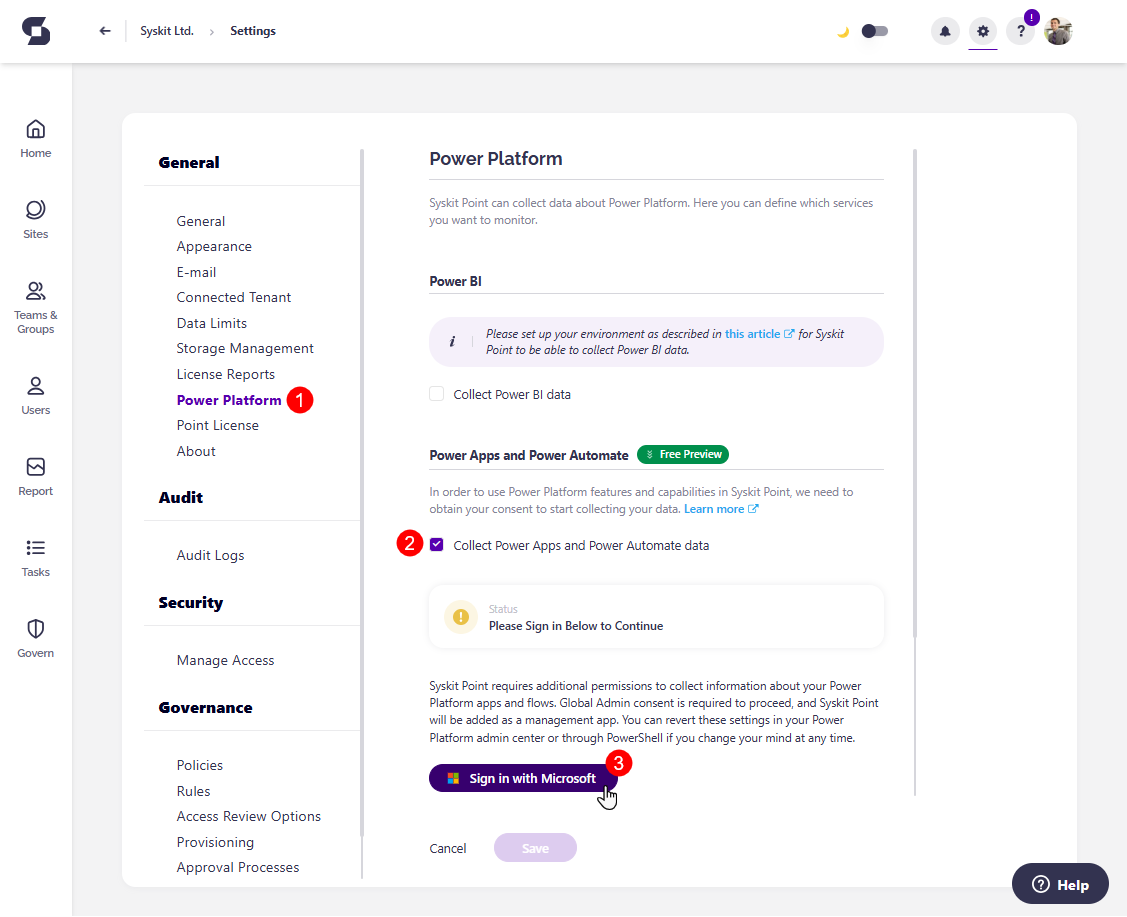 Syskit Ltd. > Settings
!
?
Home
Sites
Teams &
Groups
Users
Report
Tasks
Govern
General
General
Appearance
E-mail
Connected Tenant
Data Limits
Storage Management
License Reports
Power Platform 1
Point License
About
Audit
Audit Logs
Security
Manage Access
Governance
Policies
Rules
Access Review Options
Provisioning
Approval Processes
Power Platform
Syskit Point can collect data about Power Platform. Here you can define which services
you want to monitor.
Power BI
i
Please set up your environment as described in this article for Syskit
Point to be able to collect Power BI data.
Collect Power BI data
Power Apps and Power Automate Free Preview
In order to use Power Platform features and capabilities in Syskit Point, we need to
obtain your consent to start collecting your data. Learn more
2 Collect Power Apps and Power Automate data
!
Status
Please Sign in Below to Continue
Syskit Point requires additional permissions to collect information about your Power
Platform apps and flows. Global Admin consent is required to proceed, and Syskit Point
will be added as a management app. You can revert these settings in your Power
Platform admin center or through PowerShell if you change your mind at any time.
3
Sign in with Microsoft
Cancel Save
? Help